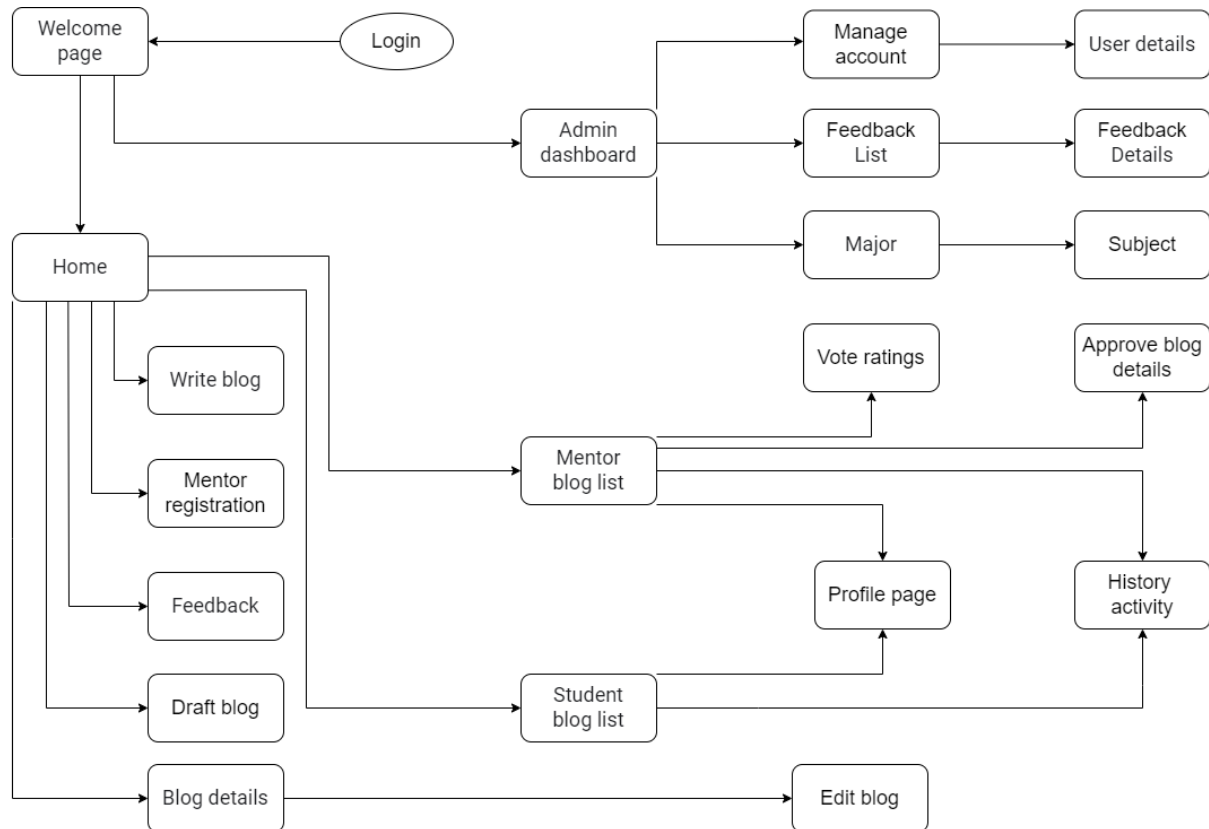 Welcome
page
Login
Manage
account
User details
Admin
dashboard
Feedback
List
Feedback
Details
Home
Major
Subject
Write blog
Vote ratings
Approve blog
details
Mentor
registration
Mentor
blog list
Feedback
Profile page
History
activity
Draft blog
Student
blog list
Blog details
Edit blog